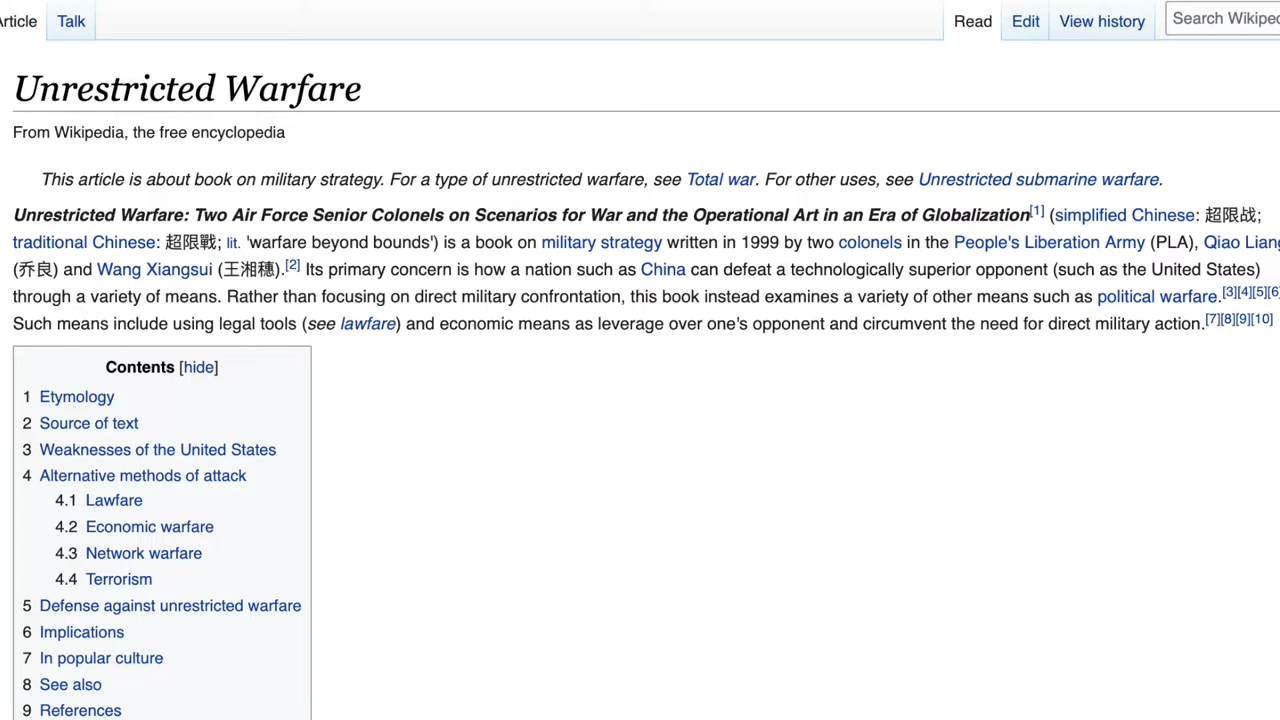 Article Talk Read Edit View history Search Wikiped
Unrestricted Warfare
From Wikipedia, the free encyclopedia
This article is about book on military strategy. For a type of unrestricted warfare, see Total war. For other uses, see Unrestricted submarine warfare.
Unrestricted Warfare: Two Air Force Senior Colonels on Scenarios for War and the Operational Art in an Era of Globalization[1] (simplified Chinese: 超限战;
traditional Chinese: 超限戰; lit. 'warfare beyond bounds') is a book on military strategy written in 1999 by two colonels in the People's Liberation Army (PLA), Qiao Liang
(乔良) and Wang Xiangsui (王湘穗).[2] Its primary concern is how a nation such as China can defeat a technologically superior opponent (such as the United States)
through a variety of means. Rather than focusing on direct military confrontation, this book instead examines a variety of other means such as political warfare.[3][4][5][6]
Such means include using legal tools (see lawfare) and economic means as leverage over one's opponent and circumvent the need for direct military action.[7][8][9][10]
Contents [hide]
1 Etymology
2 Source of text
3 Weaknesses of the United States
4 Alternative methods of attack
4.1 Lawfare
4.2 Economic warfare
4.3 Network warfare
4.4 Terrorism
5 Defense against unrestricted warfare
6 Implications
7 In popular culture
8 See also
9 References